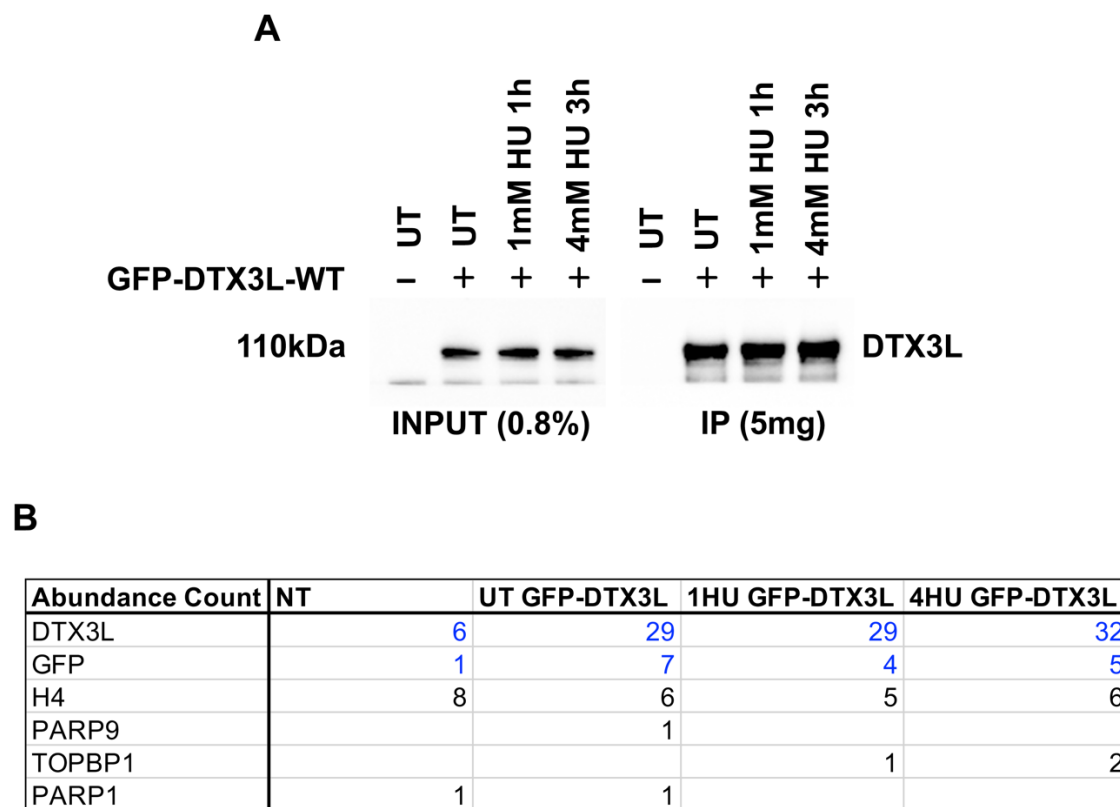 A
UT UT 1mM HU 1h 4mM HU 3h UT UT 1mM HU 1h 4mM HU 3h
GFP-DTX3L-WT – + + + – + + +
110kDa DTX3L
INPUT (0.8%) IP (5mg)
B
Abundance Count NT UT GFP-DTX3L 1HU GFP-DTX3L 4HU GFP-DTX3L
DTX3L 6 29 29 32
GFP 1 7 4 5
H4 8 6 5 6
PARP9 1
TOPBP1 1 2
PARP1 1 1